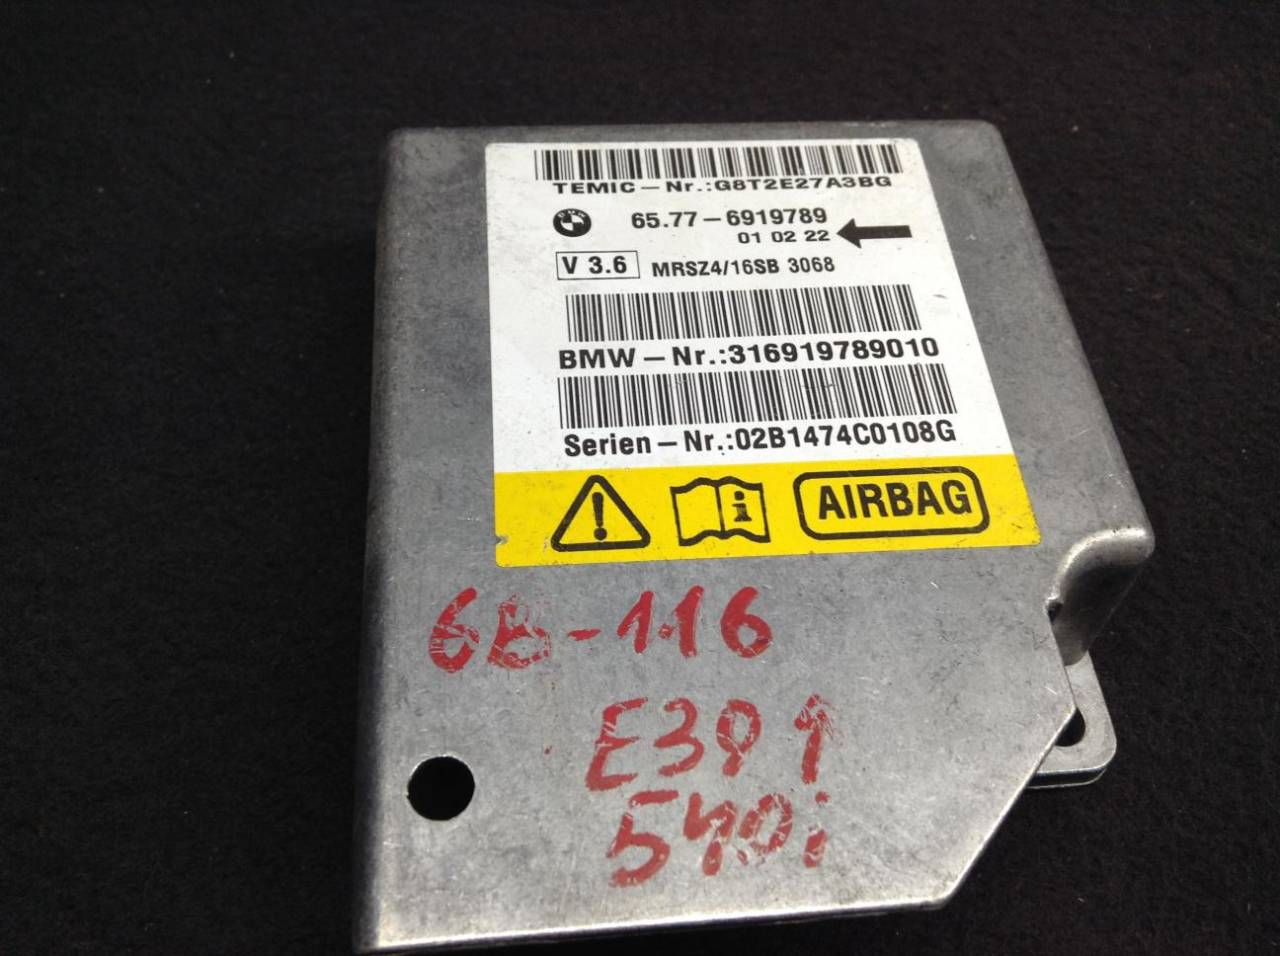 TEMIC-Nr.:G8T2E27A3BG
BMW
65.77-6919789
01 02 22
V 3.6 MRSZ4/16SB 3068
BMW-Nr.:316919789010
Serien-Nr.:02B1474C0108G
AIRBAG
6B-116
E39
540i